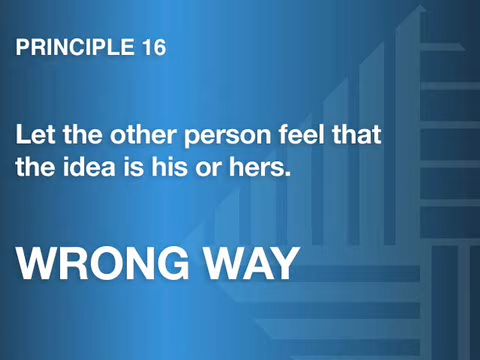 PRINCIPLE 16
Let the other person feel that
the idea is his or hers.
WRONG WAY